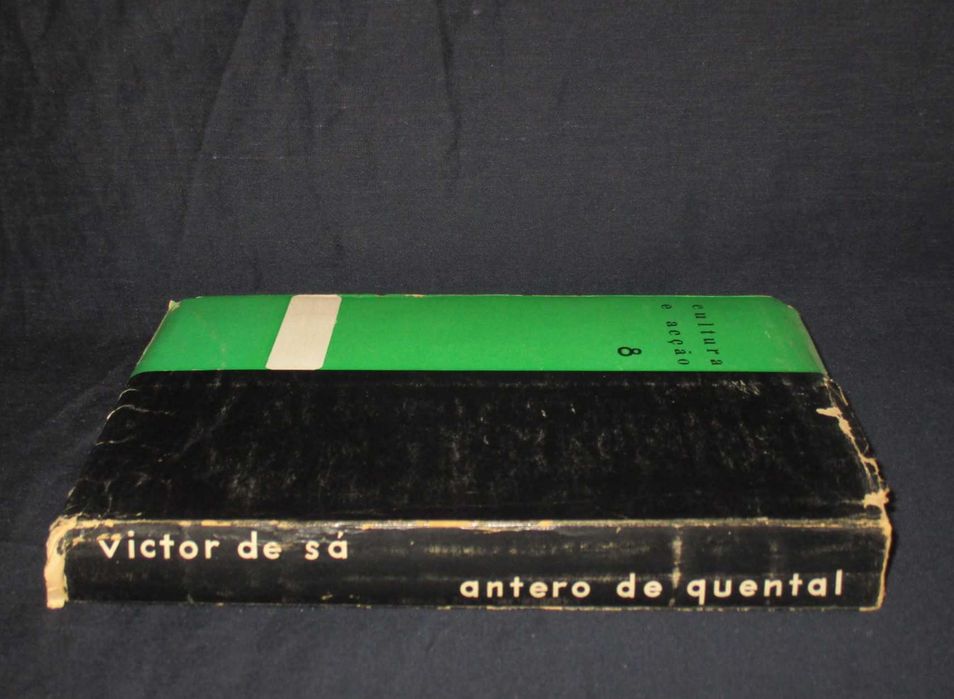 cultura
e acção
8
victor de sá
antero de quental